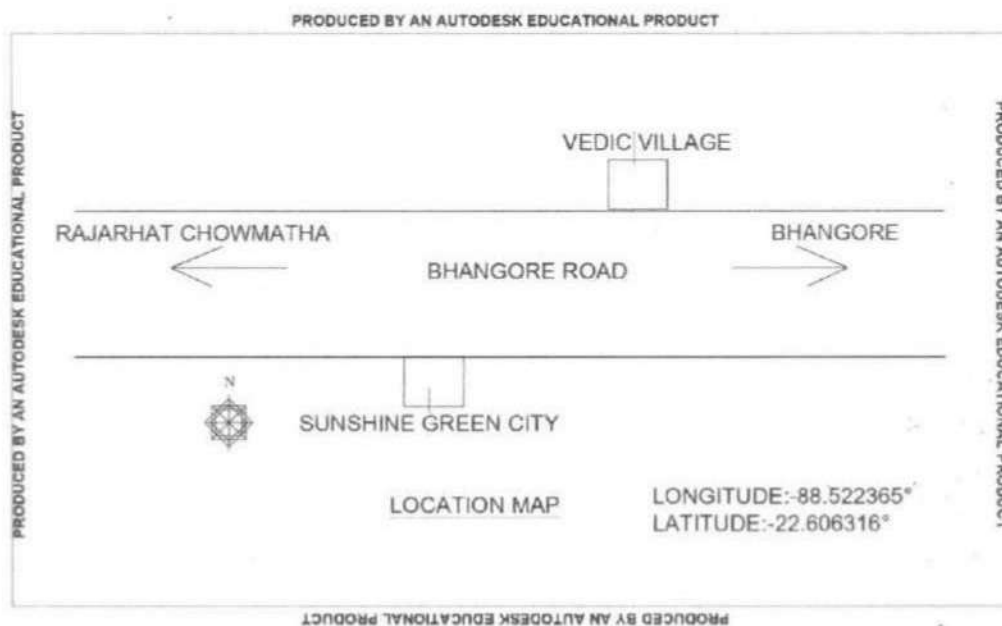 PRODUCED BY AN AUTODESK EDUCATIONAL PRODUCT
PRODUCED BY AN AUTODESK EDUCATIONAL PRODUCT
PRODUCED BY AN AUTODESK EDUCATIONAL PRODUCT
VEDIC VILLAGE
RAJARHAT CHOWMATHA
BHANGORE
BHANGORE ROAD
N
SUNSHINE GREEN CITY
LOCATION MAP
LONGITUDE:-88.522365°
LATITUDE:-22.606316°
PRODUCED BY AN AUTODESK EDUCATIONAL PRODUCT